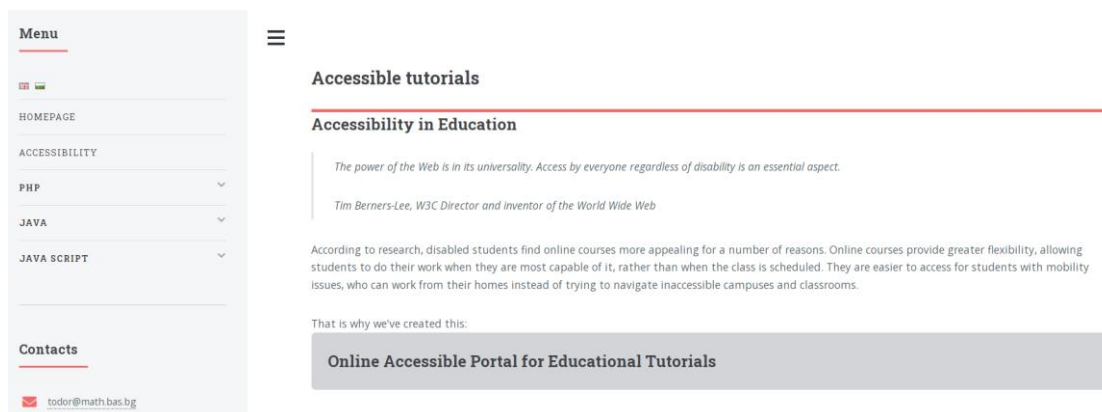 Menu
HOMEPAGE
ACCESSIBILITY
PHP
JAVA
JAVA SCRIPT
Contacts
todor@math.bas.bg
Accessible tutorials
Accessibility in Education
The power of the Web is in its universality. Access by everyone regardless of disability is an essential aspect.
Tim Berners-Lee, W3C Director and inventor of the World Wide Web
According to research, disabled students find online courses more appealing for a number of reasons. Online courses provide greater flexibility, allowing
students to do their work when they are most capable of it, rather than when the class is scheduled. They are easier to access for students with mobility
issues, who can work from their homes instead of trying to navigate inaccessible campuses and classrooms.
That is why we've created this:
Online Accessible Portal for Educational Tutorials